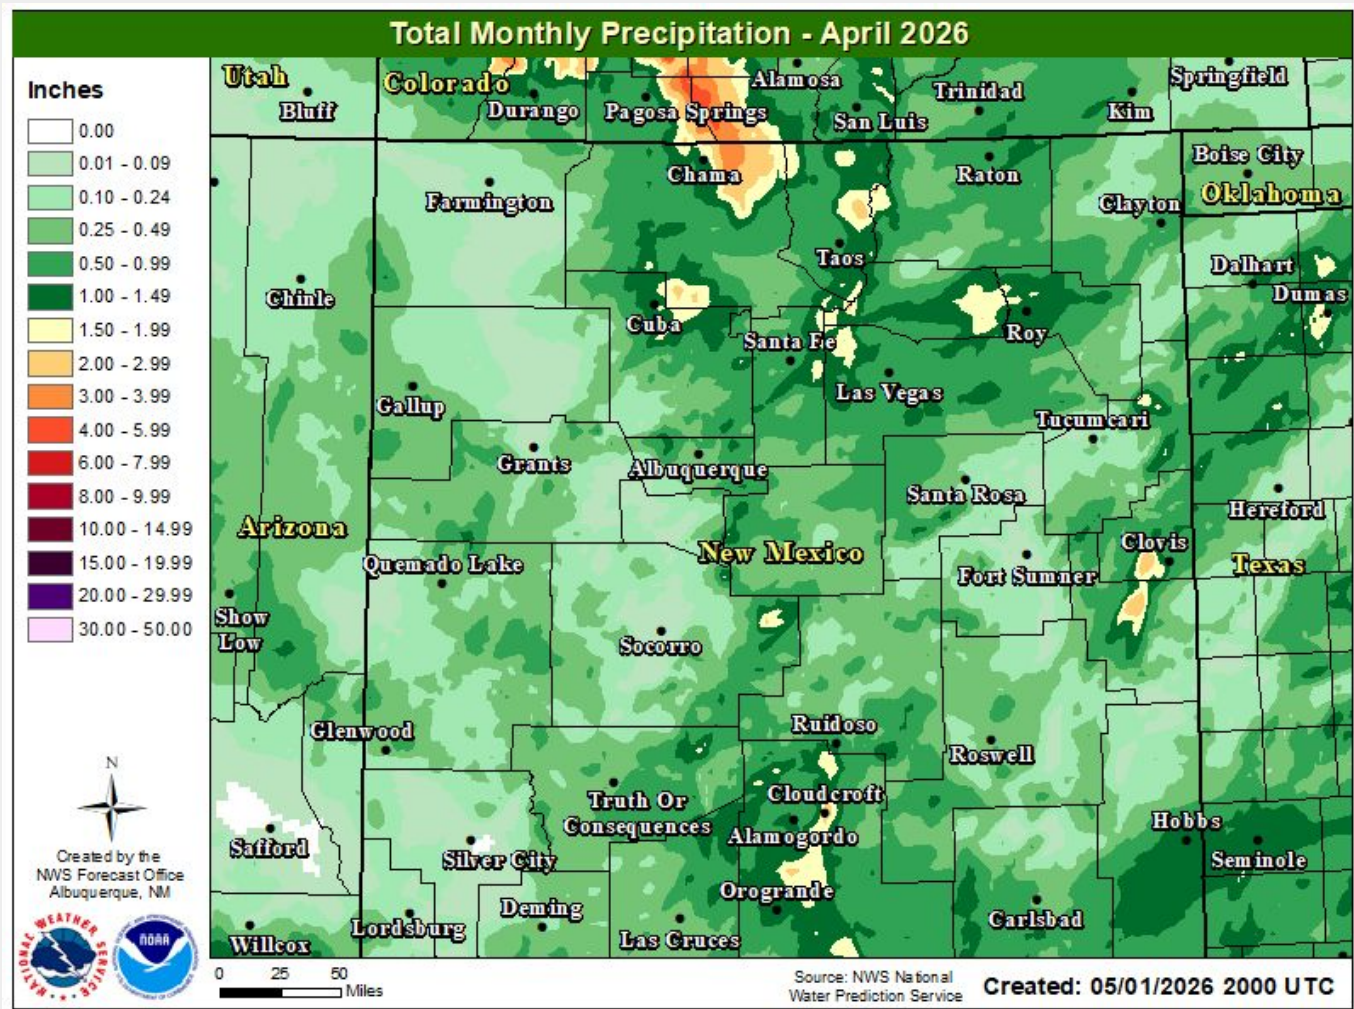 Total Monthly Precipitation - April 2026
Inches
0.00
0.01 - 0.09
0.10 - 0.24
0.25 - 0.49
0.50 - 0.99
1.00 - 1.49
1.50 - 1.99
2.00 - 2.99
3.00 - 3.99
4.00 - 5.99
6.00 - 7.99
8.00 - 9.99
10.00 - 14.99
15.00 - 19.99
20.00 - 29.99
30.00 - 50.00
N
Created by the
NWS Forecast Office
Albuquerque, NM
NATIONAL WEATHER SERVICE
NOAA
Utah
Colorado
Alamosa
Springfield
Bluff
Durango
Pagosa Springs
San Luis
Trinidad
Kim
Boise City
Chama
Raton
Oklahoma
Farmington
Clayton
Taos
Dalhart
Chinle
Dumas
Cuba
Santa Fe
Roy
Las Vegas
Gallup
Tucumcari
Grants
Albuquerque
Santa Rosa
Hereford
Arizona
New Mexico
Clovis
Quemado Lake
Fort Sumner
Texas
Show
Low
Socorro
Glenwood
Ruidoso
Roswell
Truth Or
Consequences
Cloudcroft
Alamogordo
Hobbs
Safford
Silver City
Seminole
Orogrande
Deming
Carlsbad
Lordsburg
Willcox
Las Cruces
0 25 50
Miles
Source: NWS National
Water Prediction Service
Created: 05/01/2026 2000 UTC